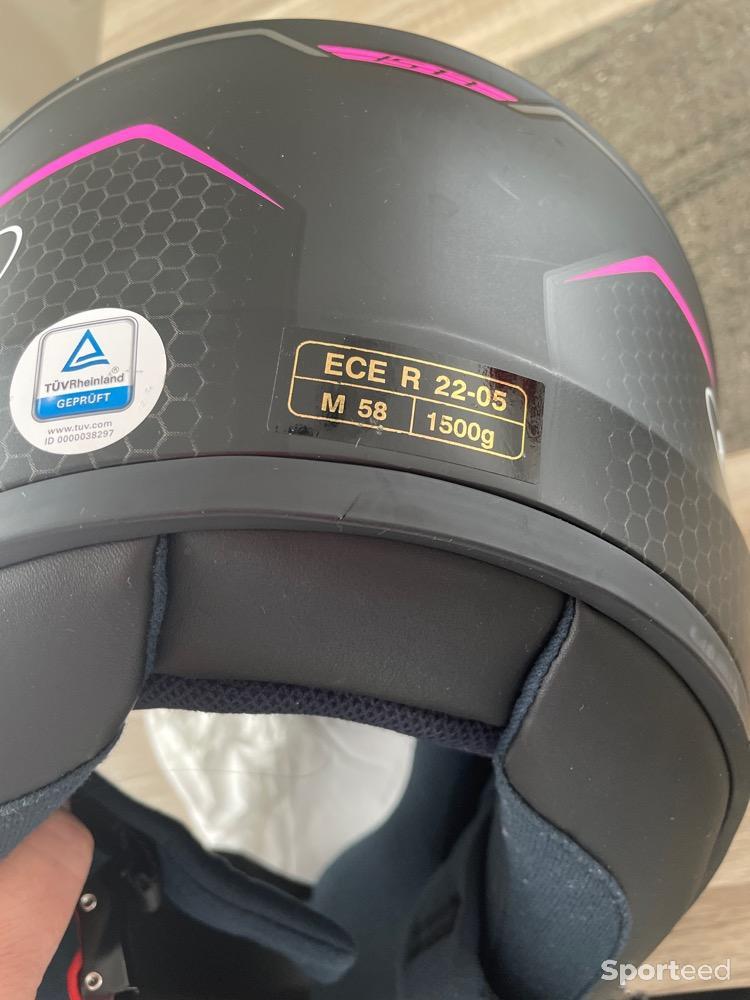 ECE R 22-05
M 58
1500g
TÜVRheinland®
GEPRÜFT
www.tuv.com
ID 0000038297
Sporteed